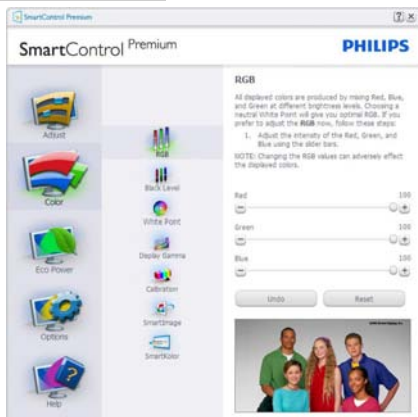 SmartControl Premium
SmartControl Premium
PHILIPS
Adjust
Color
Eco Power
Options
Help
RGB
Black Level
White Point
Display Gamma
Calibration
SmartImage
SmartKolor
RGB
All displayed colors are produced by mixing Red, Blue,
and Green at different brightness levels. Choosing a
neutral White Point will give you optimal RGB. If you
prefer to adjust the RGB now, follow these steps:
1. Adjust the intensity of the Red, Green, and
Blue using the slider bars.
NOTE: Changing the RGB values can adversely effect
the displayed colors.
Red 100
Green 100
Blue 100
Undo Reset